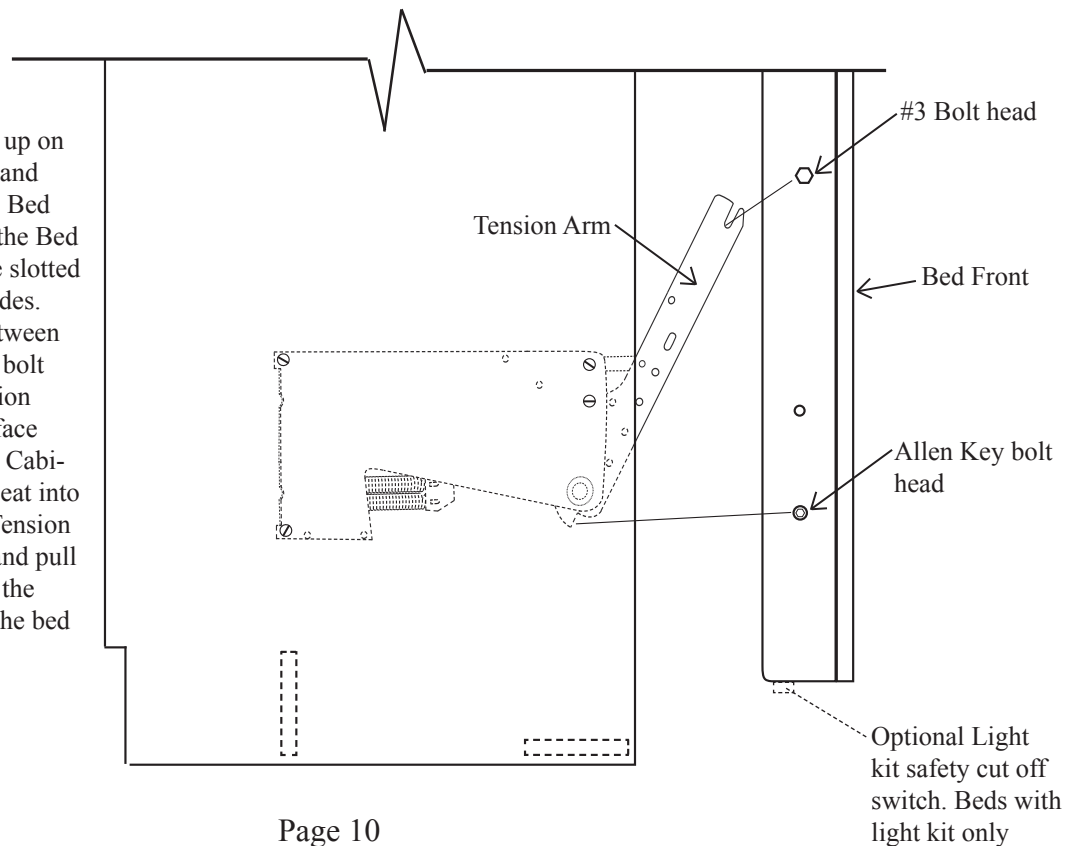 up on
and
Bed
the Bed
slotted
des.
tween
bolt
ion
face
Cabi-
eat into
Tension
and pull
the
he bed
#3 Bolt head
Tension Arm
Bed Front
Allen Key bolt
head
Optional Light
kit safety cut off
switch. Beds with
light kit only
Page 10